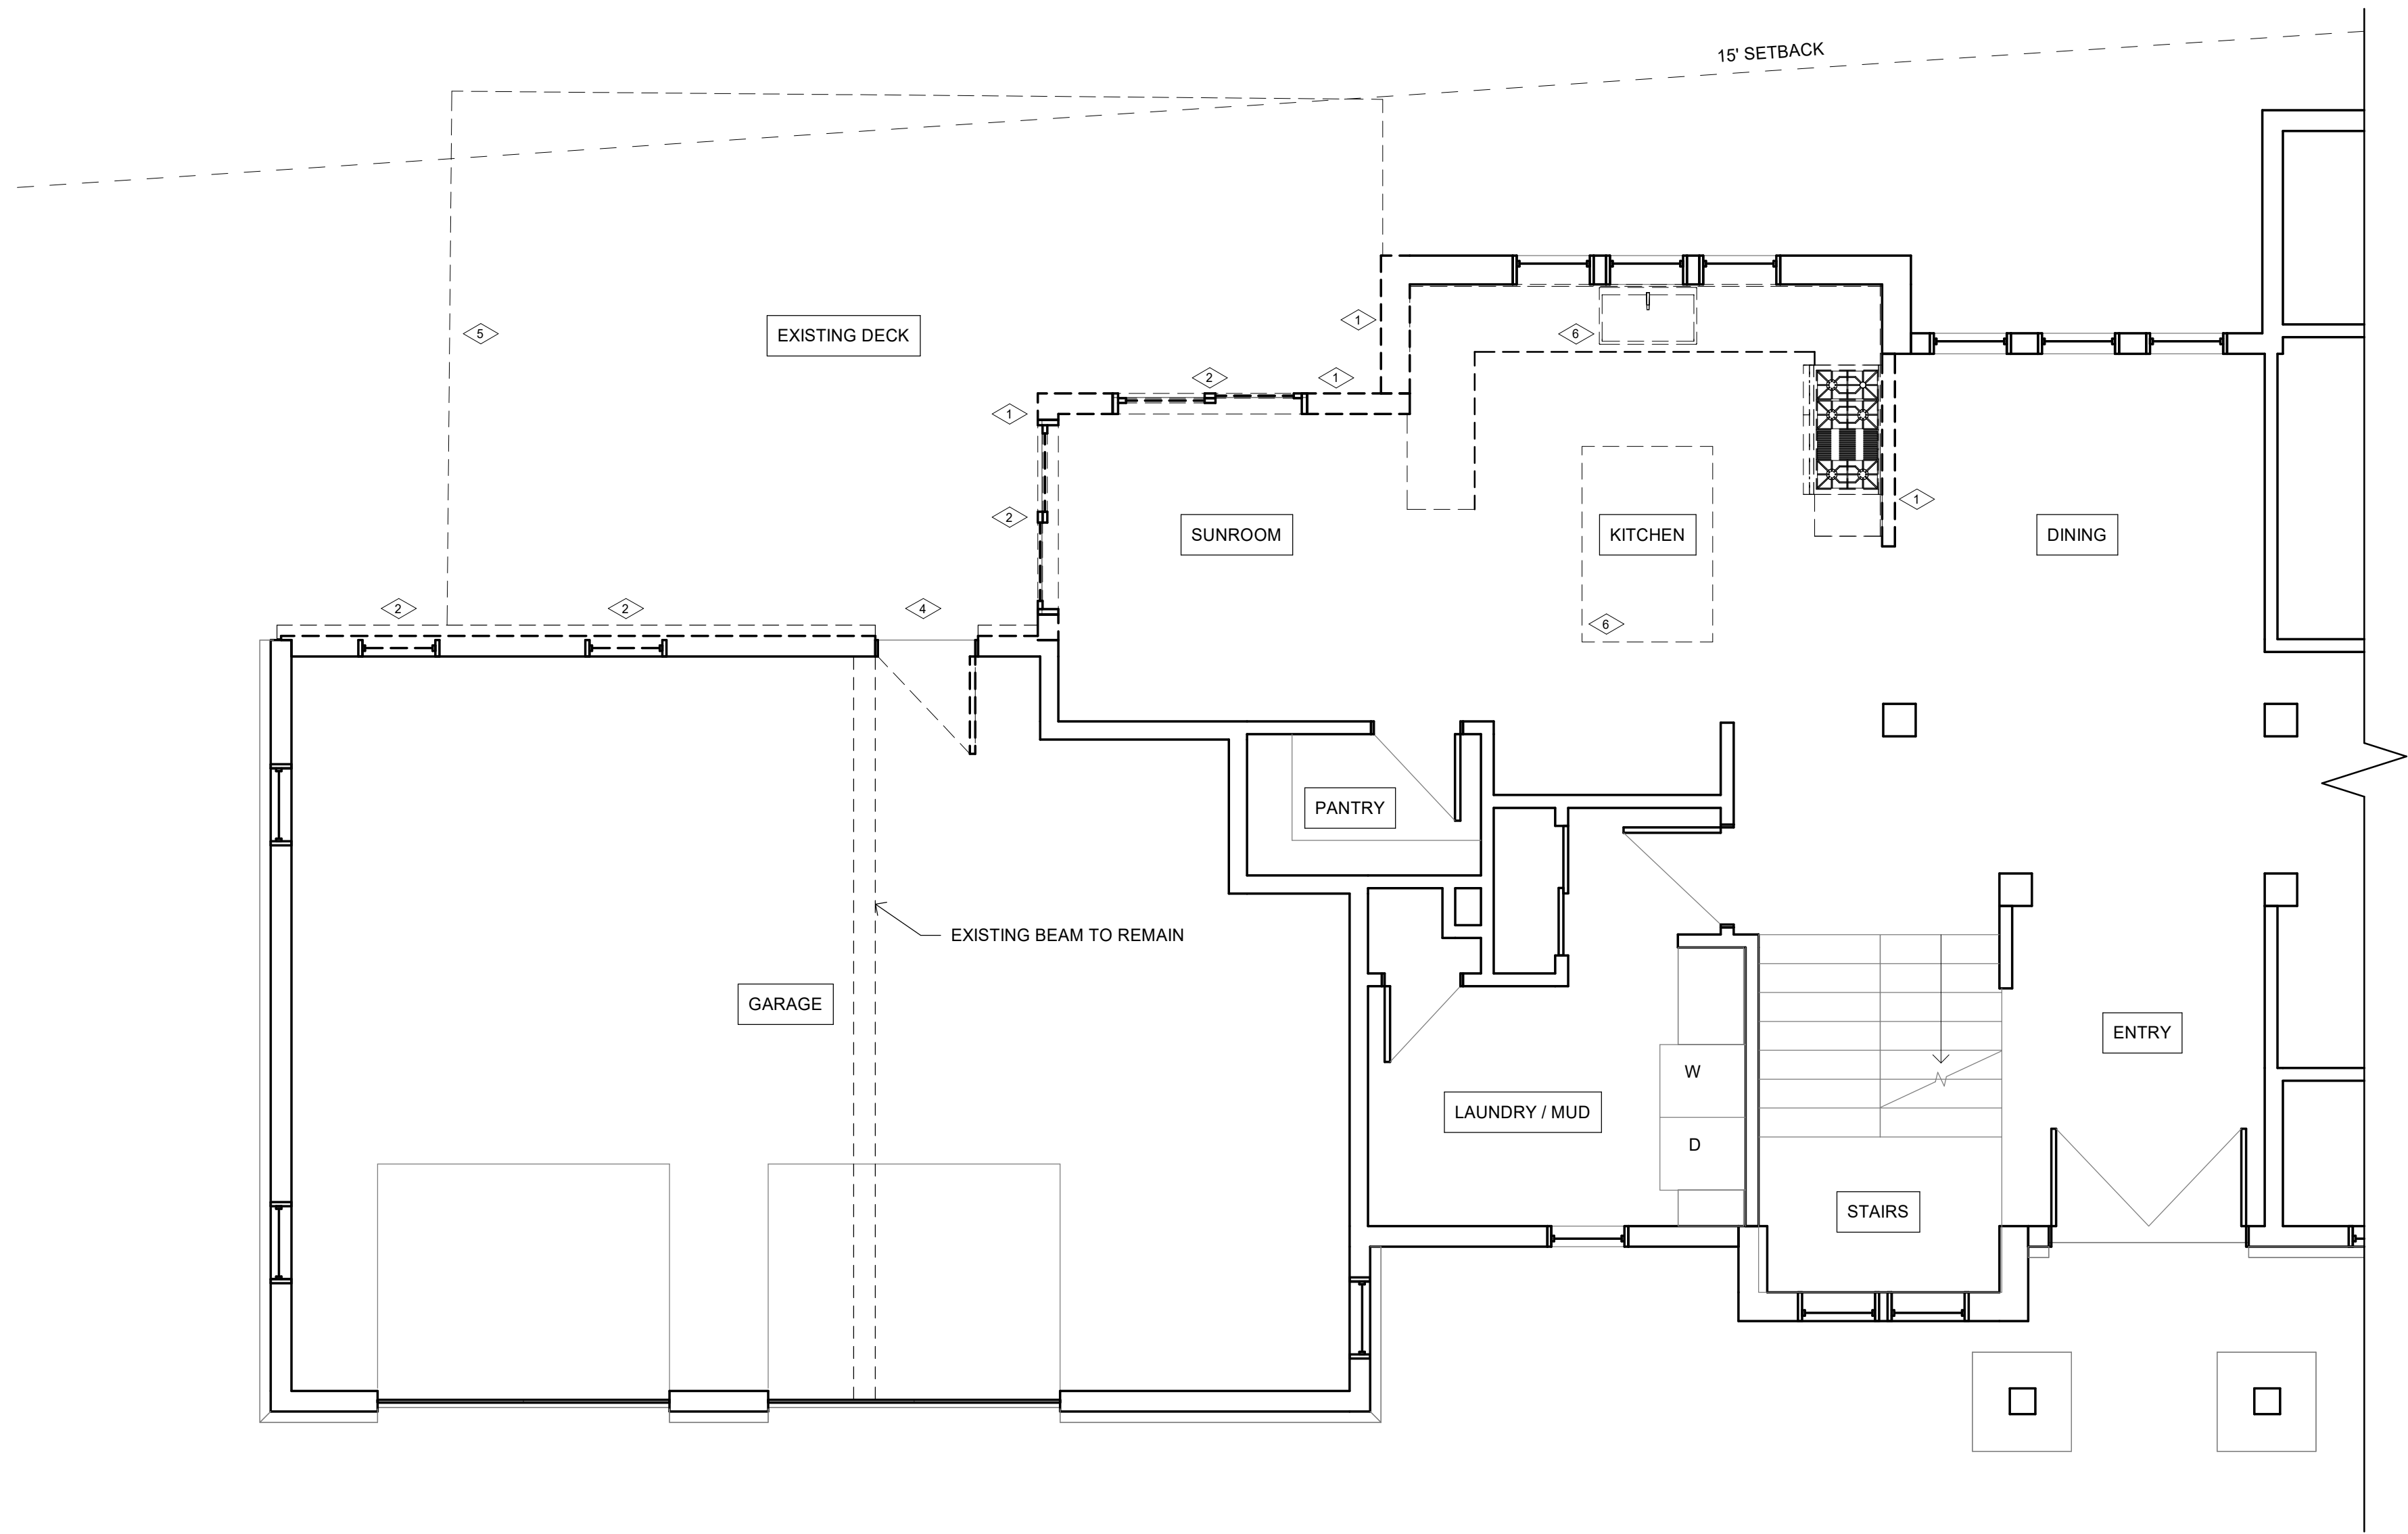 15' SETBACK
5
EXISTING DECK
1
6
2
1
1
2
1
SUNROOM
KITCHEN
DINING
2
2
4
6
PANTRY
EXISTING BEAM TO REMAIN
GARAGE
ENTRY
W
LAUNDRY / MUD
D
STAIRS